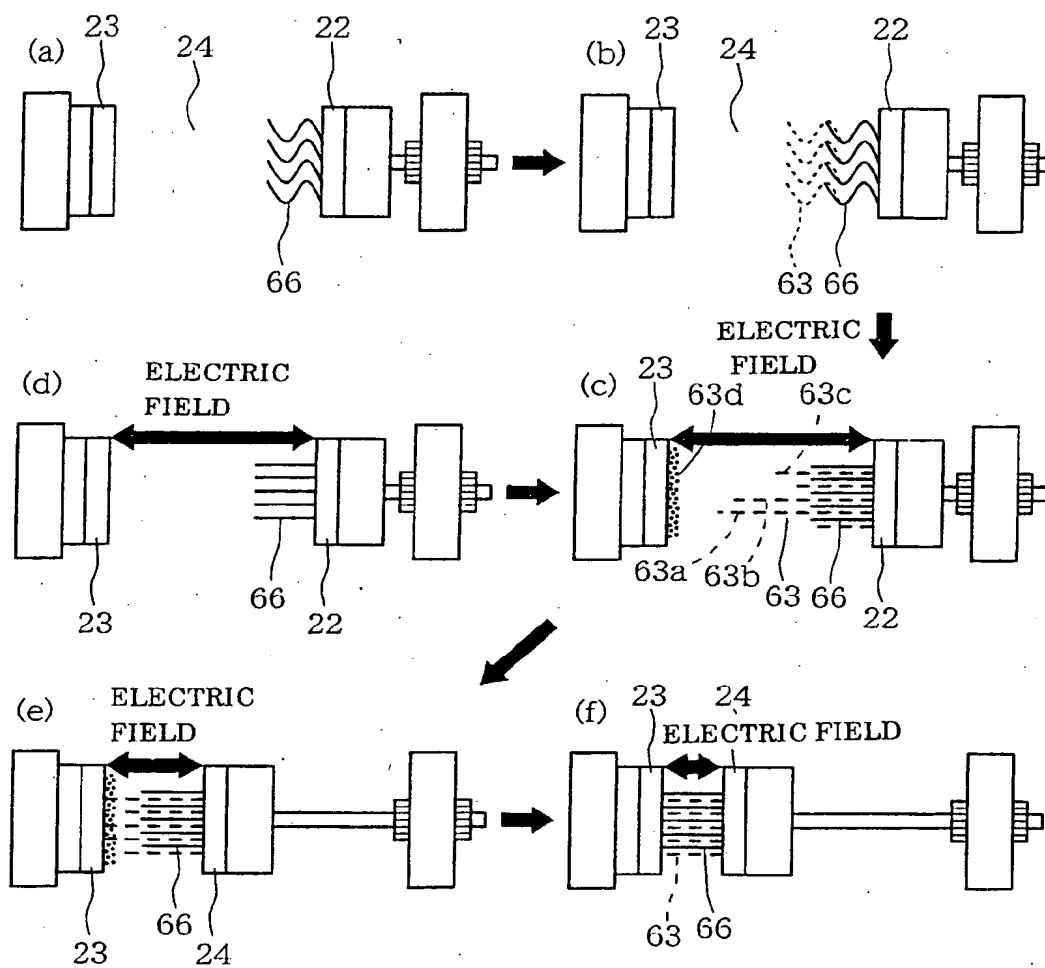 23
24
22
(a)
66
23
24
22
(b)
63 66
ELECTRIC
FIELD
(d)
ELECTRIC
FIELD
66
23
22
(c)
23
63d
63c
63a
63b
63
66
22
(e)
ELECTRIC
FIELD
23
66
24
(f)
23
24
ELECTRIC FIELD
63
66